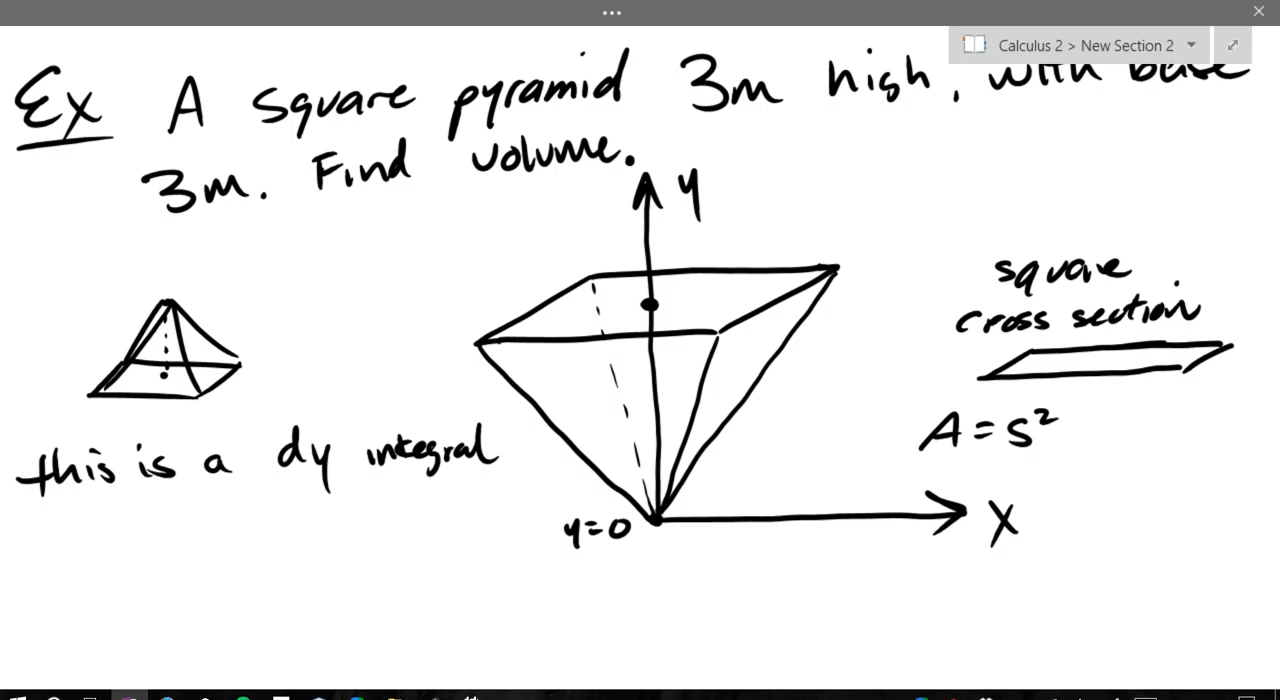 Calculus 2 > New Section 2
Ex A square pyramid 3m high, with base
3m. Find volume.
y
square
cross section
A = s²
this is a dy integral
y=0
x